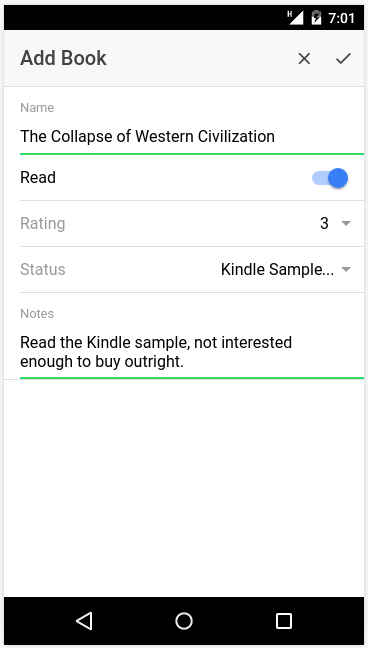 H 7:01
Add Book
Name
The Collapse of Western Civilization
Read
Rating 3
Status Kindle Sample...
Notes
Read the Kindle sample, not interested
enough to buy outright.